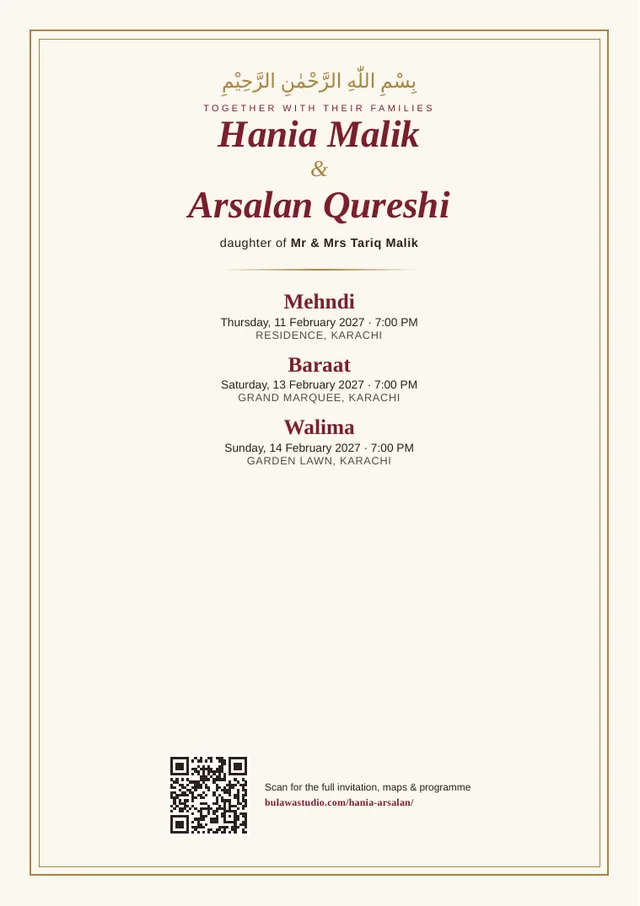 بِسْمِ اللّٰهِ الرَّحْمٰنِ الرَّحِيْمِ
TOGETHER WITH THEIR FAMILIES
Hania Malik
&
Arsalan Qureshi
daughter of Mr & Mrs Tariq Malik
Mehndi
Thursday, 11 February 2027 · 7:00 PM
RESIDENCE, KARACHI
Baraat
Saturday, 13 February 2027 · 7:00 PM
GRAND MARQUEE, KARACHI
Walima
Sunday, 14 February 2027 · 7:00 PM
GARDEN LAWN, KARACHI
Scan for the full invitation, maps & programme
bulawastudio.com/hania-arsalan/